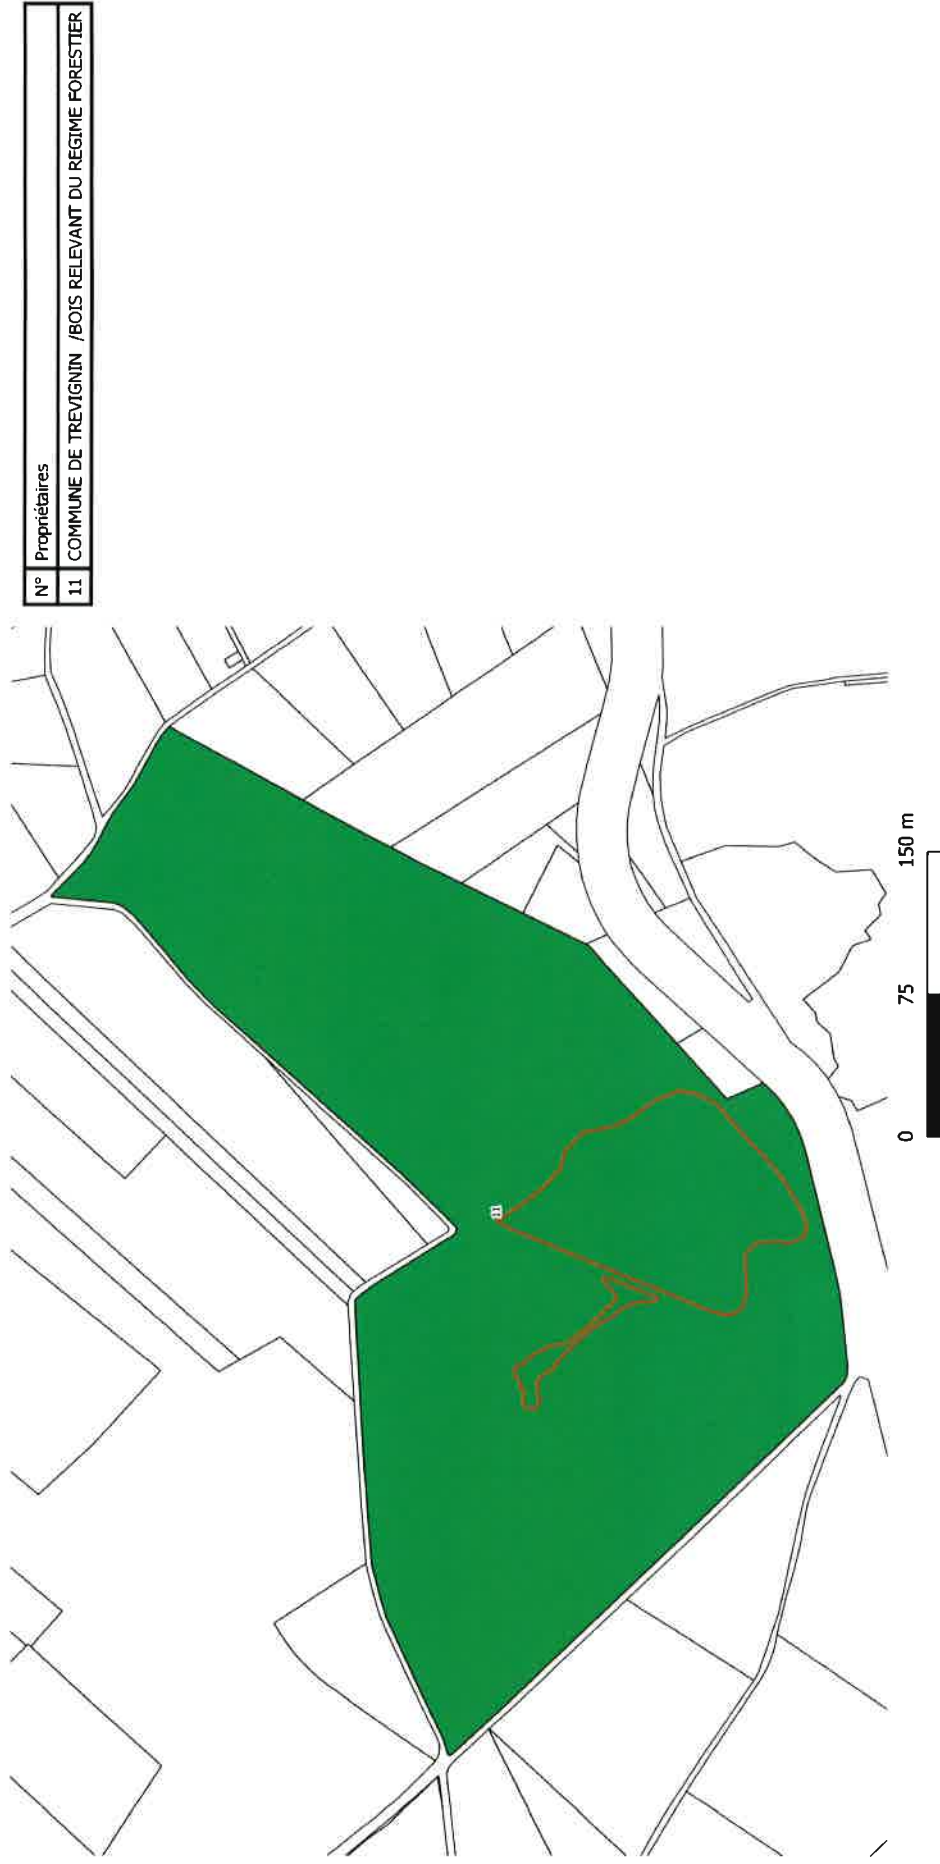 N° Propriétaires
11 COMMUNE DE TREVIGNIN /BOIS RELEVANT DU REGIME FORESTIER
11
0 75 150 m